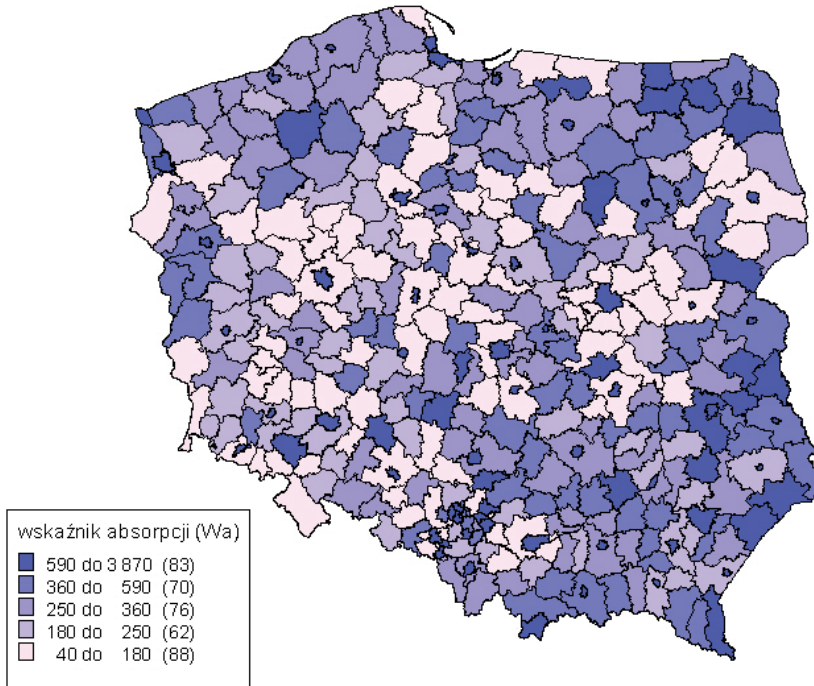 wskaźnik absorpcji (Wa)
590 do 3 870 (83)
360 do 590 (70)
250 do 360 (76)
180 do 250 (62)
40 do 180 (88)